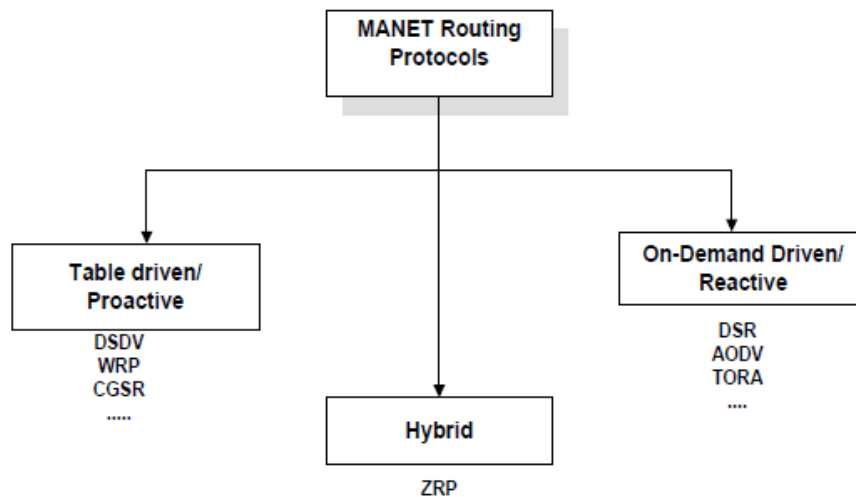 MANET Routing
Protocols
Table driven/
Proactive
DSDV
WRP
CGSR
.....
On-Demand Driven/
Reactive
DSR
AODV
TORA
....
Hybrid
ZRP